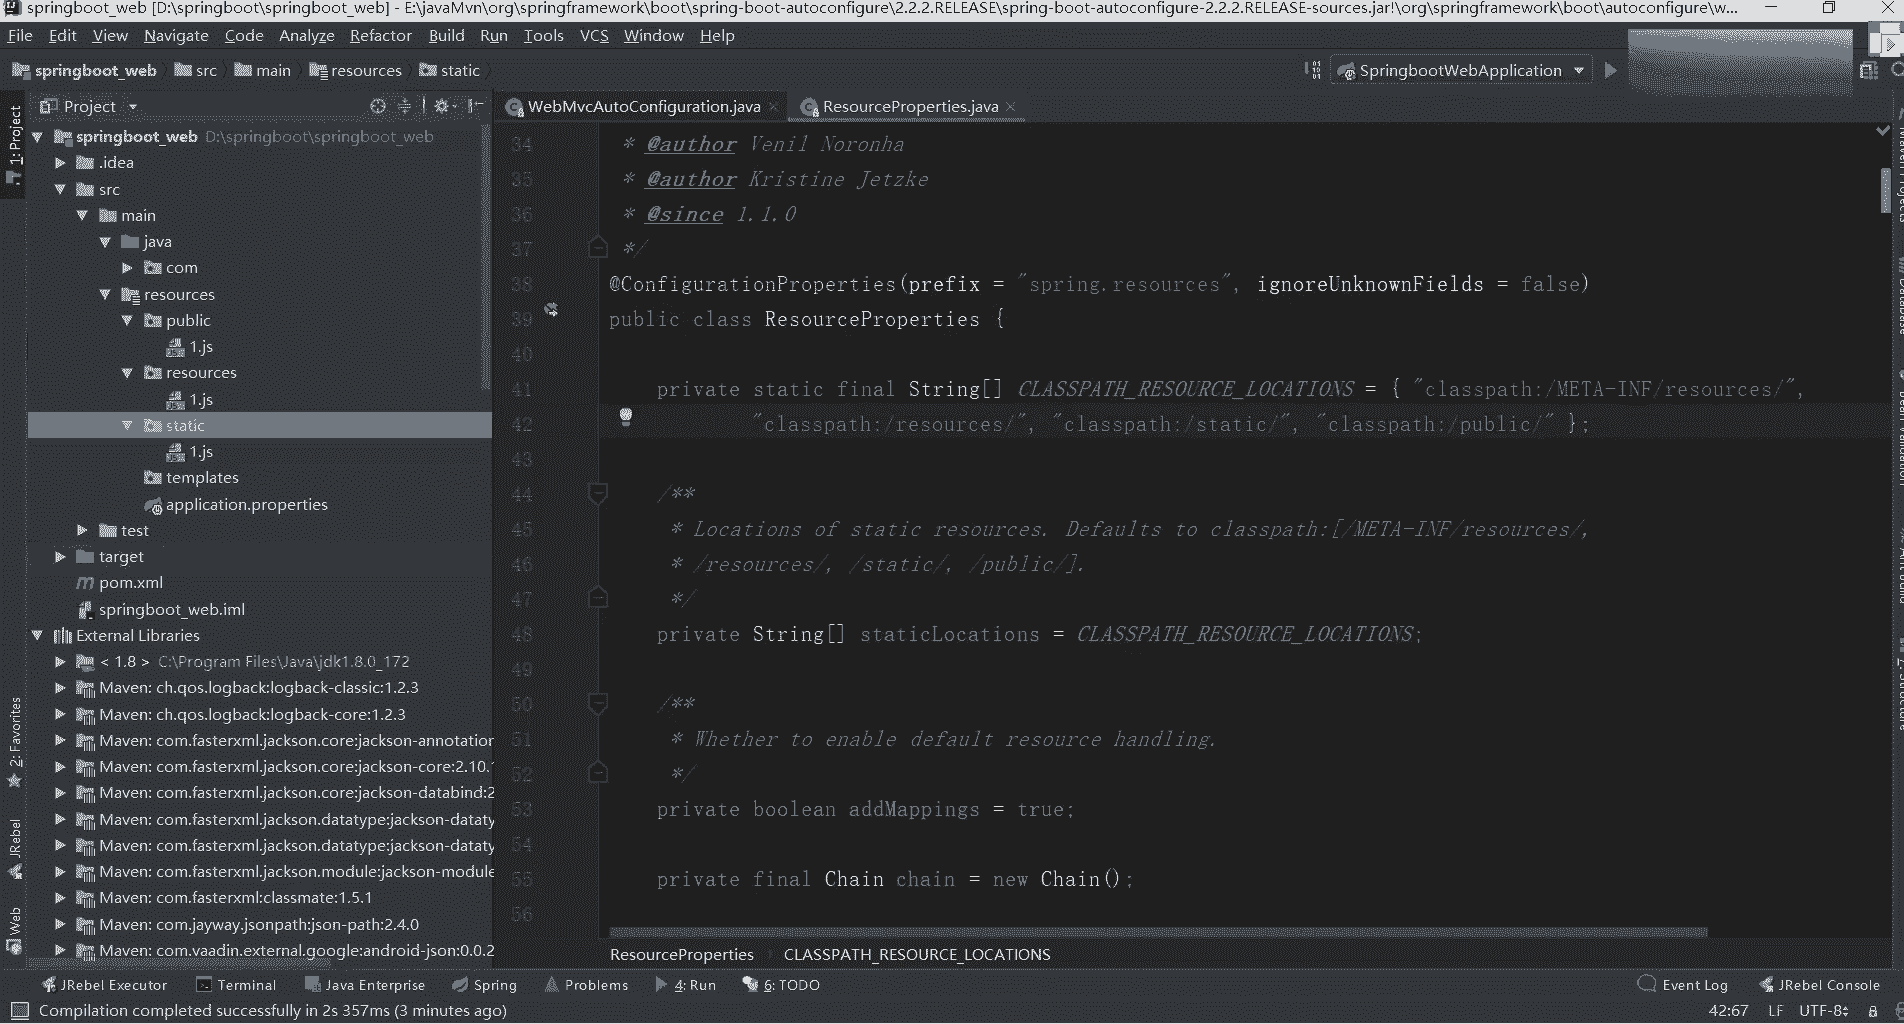 springboot_web [D:\springboot\springboot_web] - E:\javaMvn\org\springframework\boot\spring-boot-autoconfigure\2.2.2.RELEASE\spring-boot-autoconfigure-2.2.2.RELEASE-sources.jar!\org\springframework\boot\autoconfigure\w...
File Edit View Navigate Code Analyze Refactor Build Run Tools VCS Window Help
springboot_web src main resources static
SpringbootWebApplication
Project
WebMvcAutoConfiguration.java ResourceProperties.java
1: Project
springboot_web D:\springboot\springboot_web
.idea
src
main
java
com
resources
public
1.js
resources
1.js
static
1.js
templates
application.properties
test
target
pom.xml
springboot_web.iml
External Libraries
< 1.8 > C:\Program Files\Java\jdk1.8.0_172
Maven: ch.qos.logback:logback-classic:1.2.3
Maven: ch.qos.logback:logback-core:1.2.3
Maven: com.fasterxml.jackson.core:jackson-annotation
Maven: com.fasterxml.jackson.core:jackson-core:2.10.
Maven: com.fasterxml.jackson.core:jackson-databind:2
Maven: com.fasterxml.jackson.datatype:jackson-dataty
Maven: com.fasterxml.jackson.datatype:jackson-dataty
Maven: com.fasterxml.jackson.module:jackson-module
Maven: com.fasterxml:classmate:1.5.1
Maven: com.jayway.jsonpath:json-path:2.4.0
Maven: com.vaadin.external.google:android-json:0.0.2
2: Favorites
JRebel
Web
34 * @author Venil Noronha
35 * @author Kristine Jetzke
36 * @since 1.1.0
37 */
38 @ConfigurationProperties(prefix = "spring.resources", ignoreUnknownFields = false)
39 public class ResourceProperties {
40
41 private static final String[] CLASSPATH_RESOURCE_LOCATIONS = { "classpath:/META-INF/resources/",
42 "classpath:/resources/", "classpath:/static/", "classpath:/public/" };
43
44 /**
45 * Locations of static resources. Defaults to classpath:[/META-INF/resources/,
46 * /resources/, /static/, /public/].
47 */
48 private String[] staticLocations = CLASSPATH_RESOURCE_LOCATIONS;
49
50 /**
51 * Whether to enable default resource handling.
52 */
53 private boolean addMappings = true;
54
55 private final Chain chain = new Chain();
56
ResourceProperties CLASSPATH_RESOURCE_LOCATIONS
JRebel Executor Terminal Java Enterprise Spring Problems 4: Run 6: TODO Event Log JRebel Console
Compilation completed successfully in 2s 357ms (3 minutes ago) 42:67 LF UTF-8